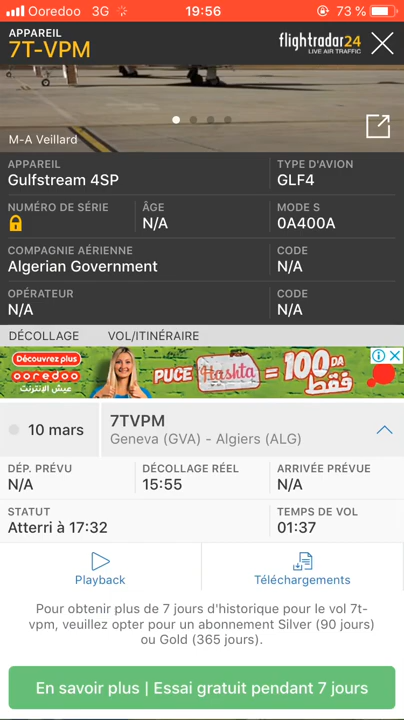 Ooredoo 3G 19:56 73 %
APPAREIL
7T-VPM
flightradar24
LIVE AIR TRAFFIC
M-A Veillard
APPAREIL TYPE D'AVION
Gulfstream 4SP GLF4
NUMÉRO DE SÉRIE ÂGE MODE S
N/A 0A400A
COMPAGNIE AÉRIENNE CODE
Algerian Government N/A
OPÉRATEUR CODE
N/A N/A
DÉCOLLAGE VOL/ITINÉRAIRE
Découvrez plus
ooredoo
عيش الإنترنت
PUCE Hashta = 100 DA
فقط
10 mars
7TVPM
Geneva (GVA) - Algiers (ALG)
DÉP. PRÉVU DÉCOLLAGE RÉEL ARRIVÉE PRÉVUE
N/A 15:55 N/A
STATUT TEMPS DE VOL
Atterri à 17:32 01:37
Playback Téléchargements
Pour obtenir plus de 7 jours d'historique pour le vol 7t-
vpm, veuillez opter pour un abonnement Silver (90 jours)
ou Gold (365 jours).
En savoir plus | Essai gratuit pendant 7 jours